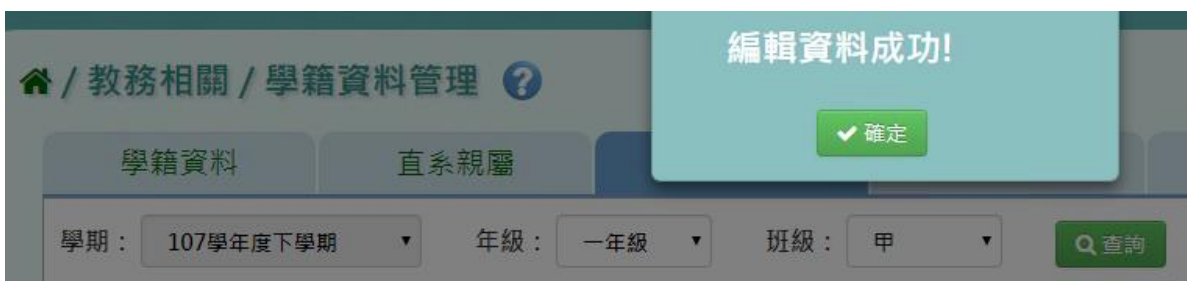 編輯資料成功!
確定
/ 教務相關 / 學籍資料管理 ?
學籍資料 直系親屬
學期： 107學年度下學期 年級： 一年級 班級： 甲 查詢